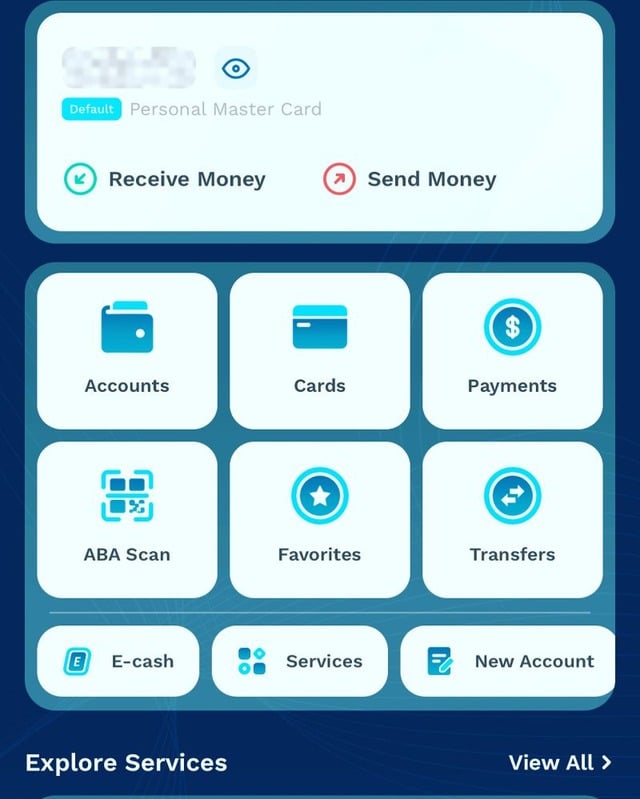 Default Personal Master Card
Receive Money Send Money
Accounts Cards Payments
$
ABA Scan Favorites Transfers
E E-cash Services New Account
Explore Services View All >